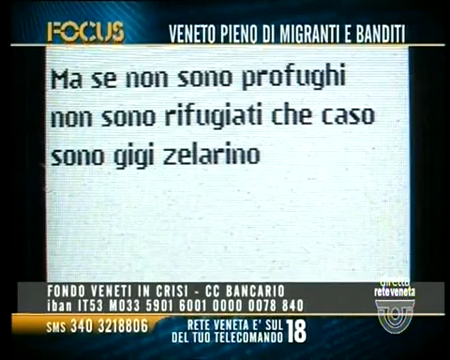 FOCUS
VENETO PIENO DI MIGRANTI E BANDITI
Ma se non sono profughi
non sono rifugiati che caso
sono gigi zelarino
FONDO VENETI IN CRISI - CC BANCARIO
iban IT53 M033 5901 6001 0000 0078 840
diretta
reteveneta
SMS 340 3218806
RETE VENETA E' SUL
DEL TUO TELECOMANDO 18